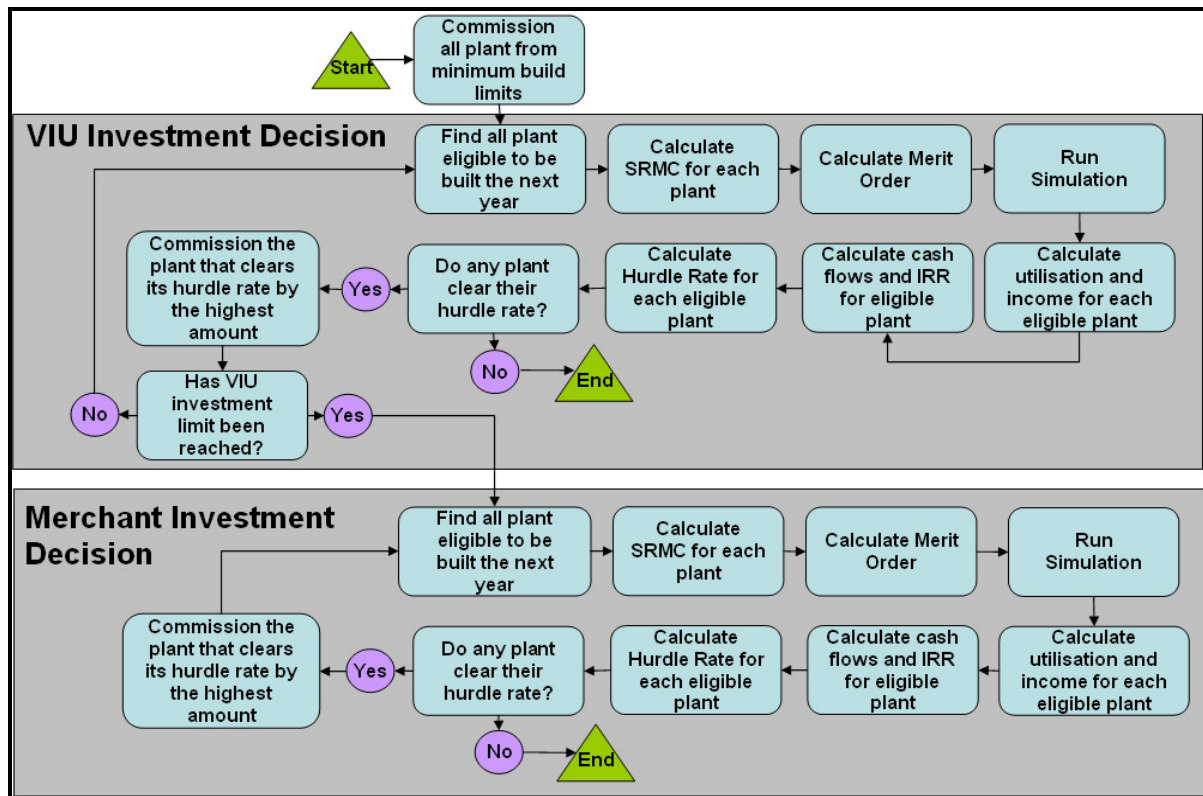 Start
Commission
all plant from
minimum build
limits
VIU Investment Decision
Find all plant
eligible to be
built the next
year
Calculate
SRMC for each
plant
Calculate Merit
Order
Run
Simulation
Commission the
plant that clears
its hurdle rate by
the highest
amount
Yes
Do any plant
clear their
hurdle rate?
Calculate
Hurdle Rate for
each eligible
plant
Calculate cash
flows and IRR
for eligible
plant
Calculate
utilisation and
income for each
eligible plant
No
End
No
Has VIU
investment
limit been
reached?
Yes
Merchant Investment
Decision
Find all plant
eligible to be
built the next
year
Calculate
SRMC for each
plant
Calculate Merit
Order
Run
Simulation
Commission the
plant that clears
its hurdle rate by
the highest
amount
Yes
Do any plant
clear their
hurdle rate?
Calculate
Hurdle Rate for
each eligible
plant
Calculate cash
flows and IRR
for eligible
plant
Calculate
utilisation and
income for each
eligible plant
No
End